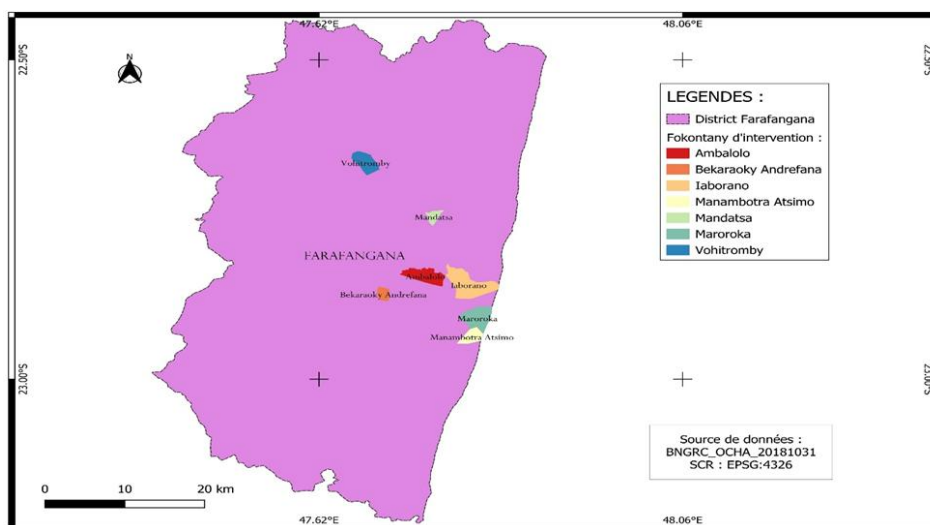 47.62°E 48.06°E
22.50°S 22.50°S
N
LEGENDES :
District Farafangana
Fokontany d'intervention :
Ambalolo
Bekaraoky Andrefana
Iaborano
Manambotra Atsimo
Mandatsa
Maroroka
Vohitromby
Vohitromby
Mandatsa
FARAFANGANA
Ambalolo
Iaborano
Bekaraoky Andrefana
Maroroka
Manambotra Atsimo
23.00°S 23.00°S
Source de données :
BNGRC_OCHA_20181031
SCR : EPSG:4326
0 10 20 km
47.62°E 48.06°E